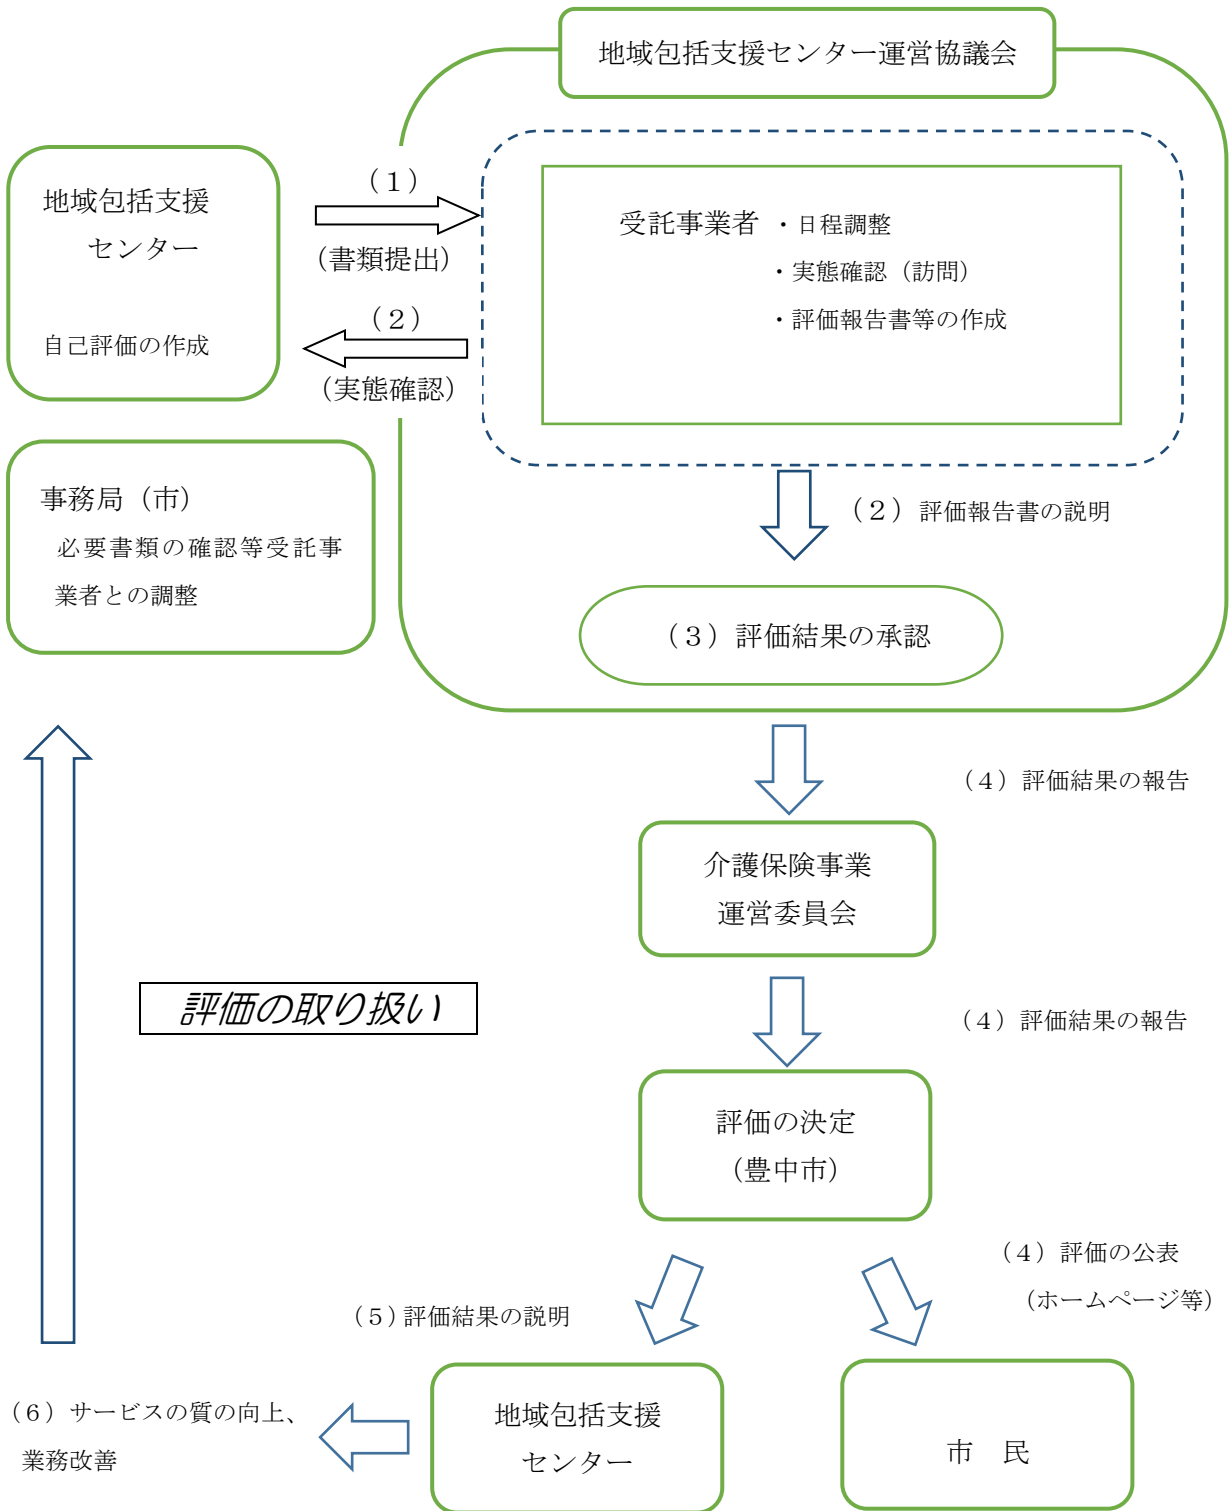 地域包括支援センター運営協議会
地域包括支援
センター
自己評価の作成
（１）
（書類提出）
（２）
（実態確認）
受託事業者 ・日程調整
・実態確認（訪問）
・評価報告書等の作成
事務局（市）
必要書類の確認等受託事
業者との調整
（２）評価報告書の説明
（３）評価結果の承認
（４）評価結果の報告
介護保険事業
運営委員会
評価の取り扱い
（４）評価結果の報告
評価の決定
（豊中市）
（４）評価の公表
（ホームページ等）
（５）評価結果の説明
（６）サービスの質の向上、
業務改善
地域包括支援
センター
市　民